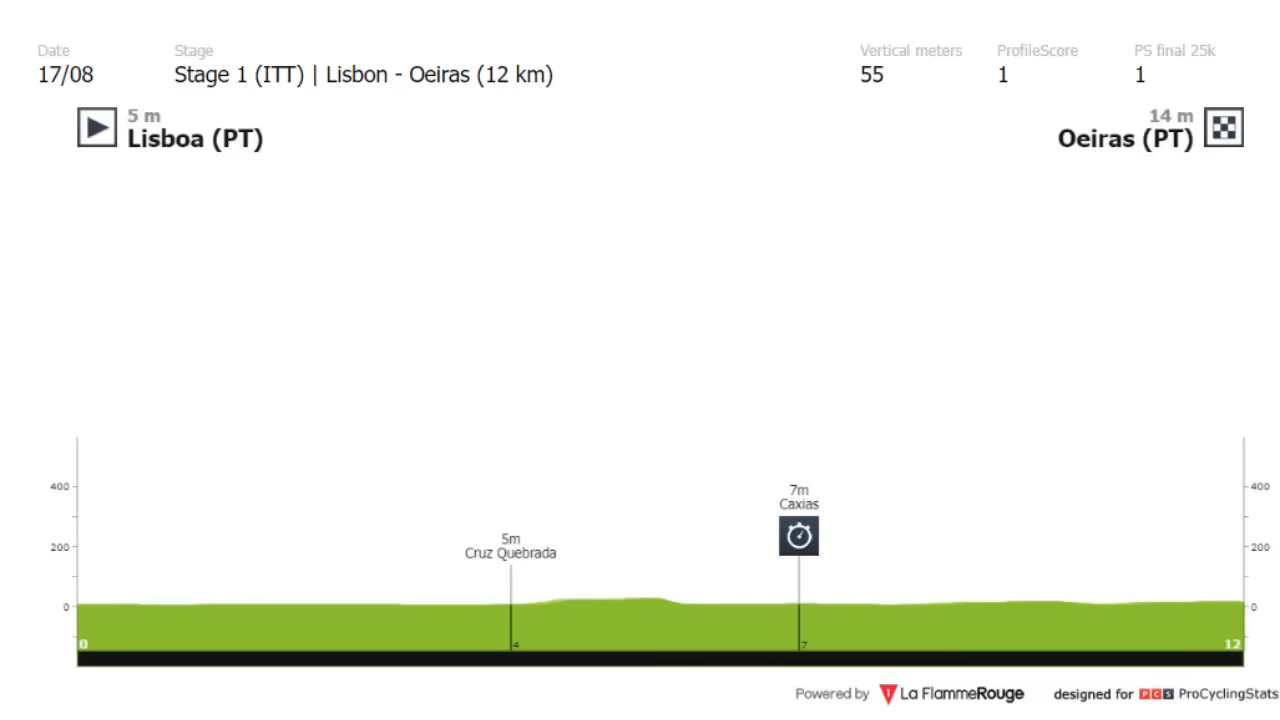 Date Stage Vertical meters ProfileScore PS final 25k
17/08 Stage 1 (ITT) | Lisbon - Oeiras (12 km) 55 1 1
5 m 14 m
Lisboa (PT) Oeiras (PT)
400 7m 400
Caxias
200 5m 200
Cruz Quebrada
0 0
0 4 7 12
Powered by La FlammeRouge designed for PCS ProCyclingStats